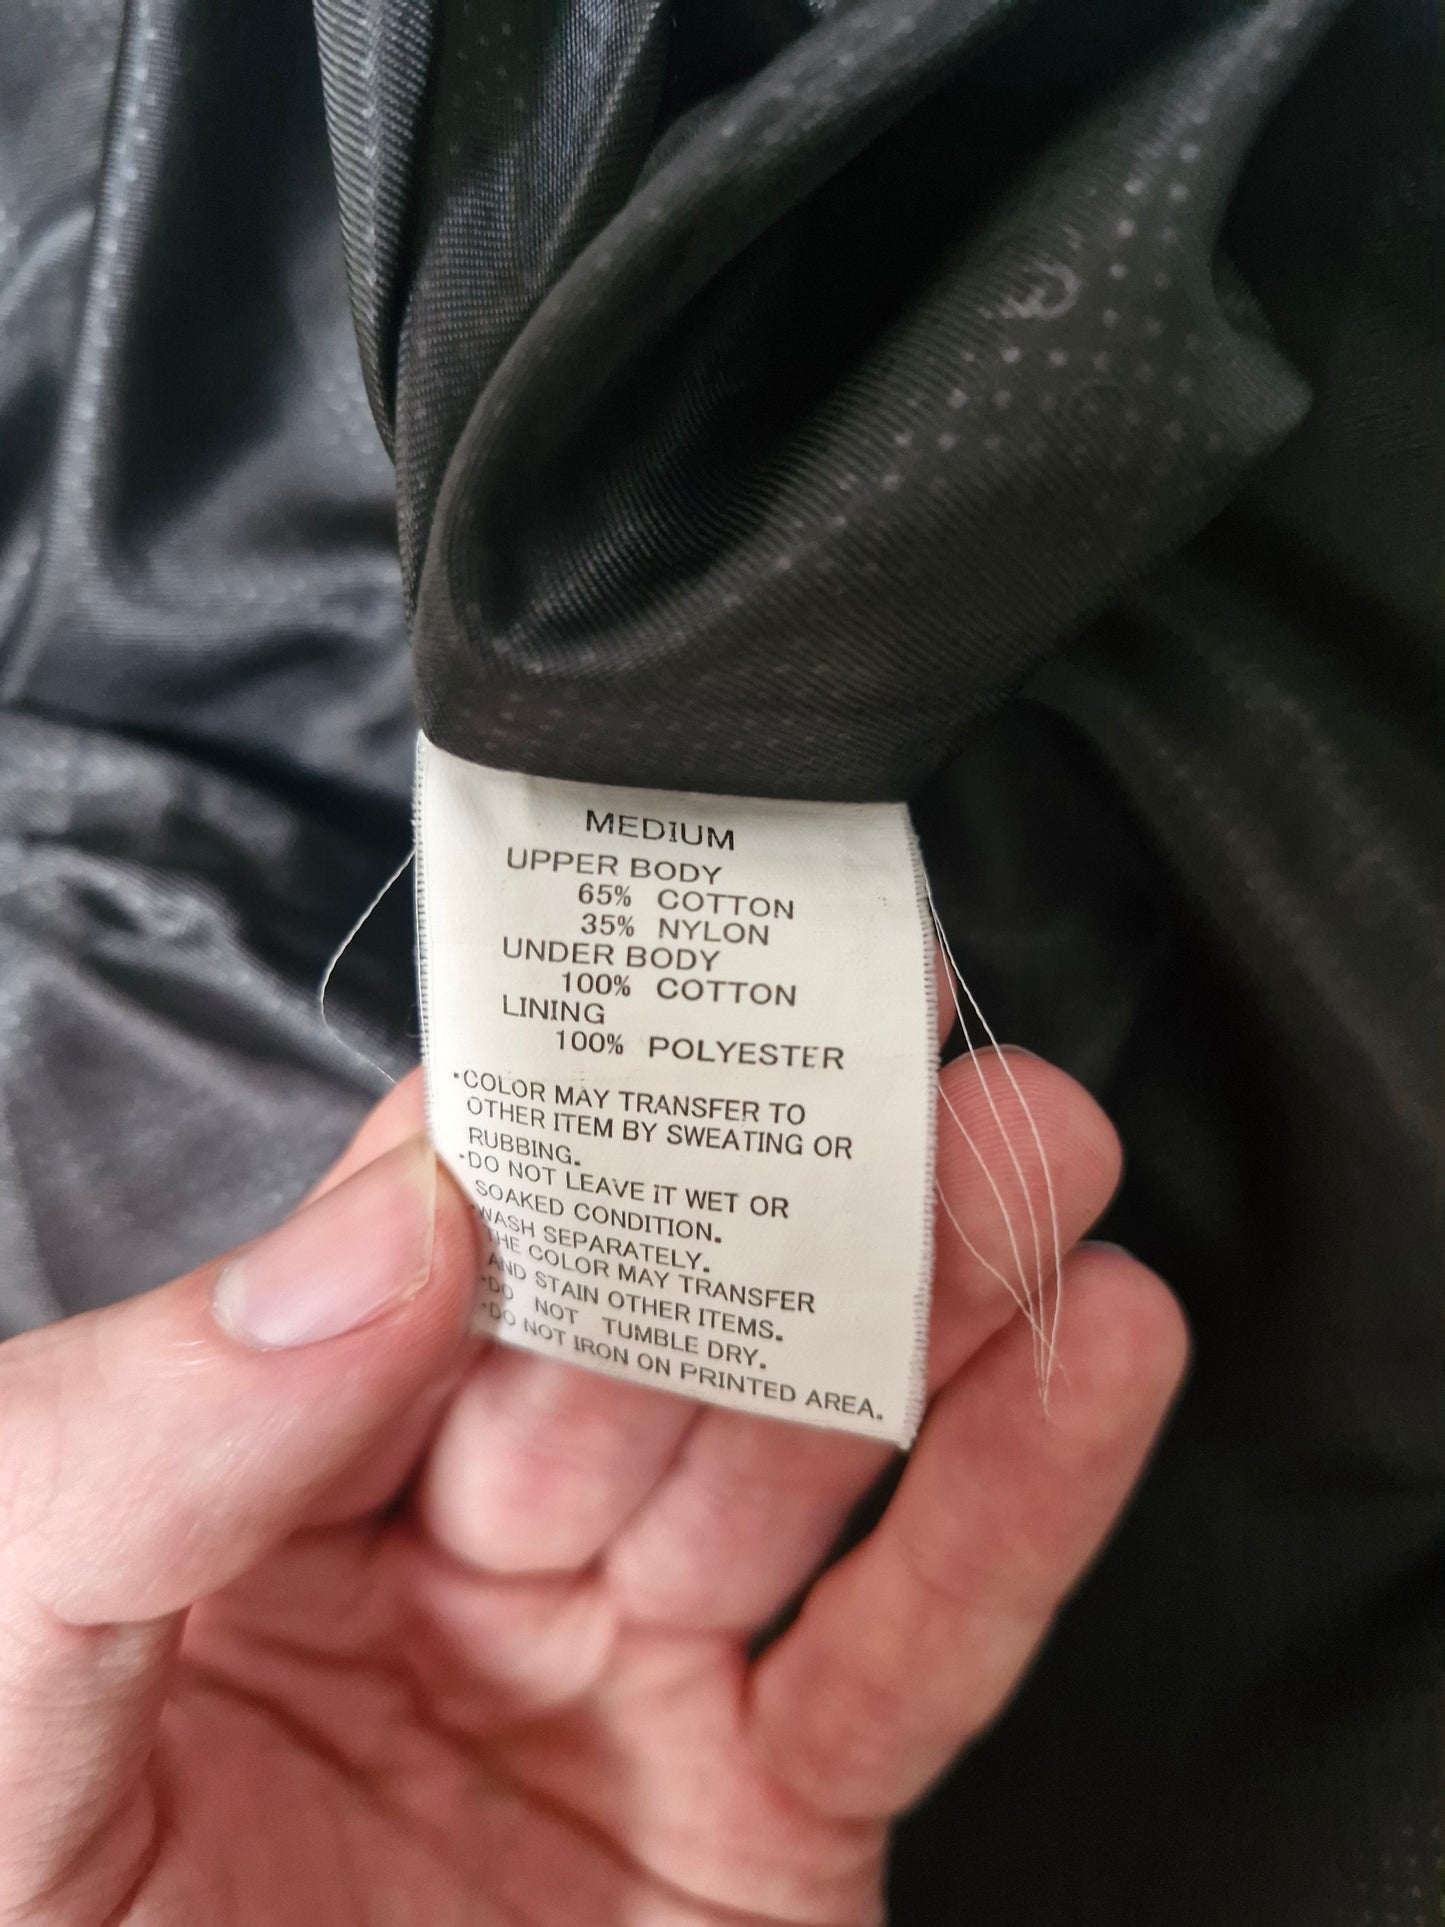 MEDIUM
UPPER BODY
65% COTTON
35% NYLON
UNDER BODY
100% COTTON
LINING
100% POLYESTER
·COLOR MAY TRANSFER TO
OTHER ITEM BY SWEATING OR
RUBBING.
·DO NOT LEAVE IT WET OR
SOAKED CONDITION.
·WASH SEPARATELY.
THE COLOR MAY TRANSFER
AND STAIN OTHER ITEMS.
·DO NOT TUMBLE DRY.
·DO NOT IRON ON PRINTED AREA.